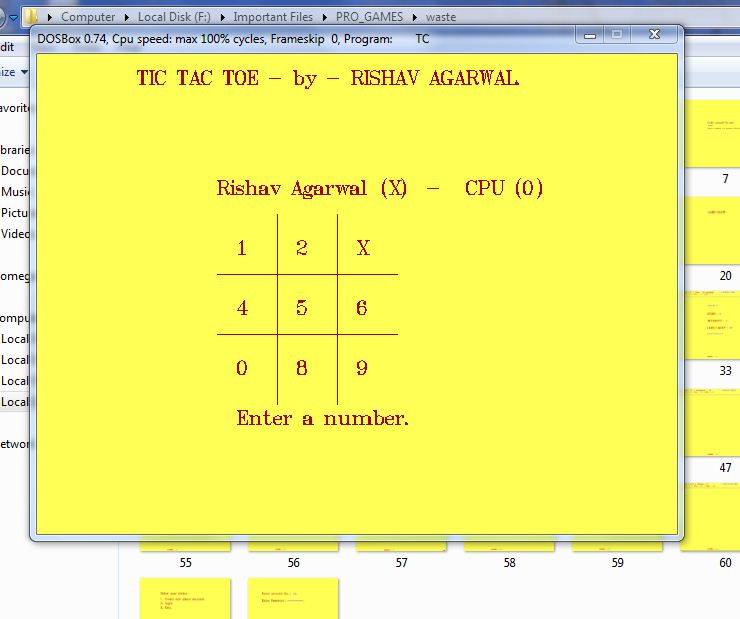 Computer Local Disk (F:) Important Files PRO_GAMES waste
DOSBox 0.74, Cpu speed: max 100% cycles, Frameskip 0, Program: TC
TIC TAC TOE - by - RISHAV AGARWAL
Rishav Agarwal (X) - CPU (0)
1 2 X
4 5 6
0 8 9
Enter a number.
dit
ize
avorite
brarie
Docu
Music
Pictu
Video
omeg
ompu
Local
Local
Local
Local
etwor
7
20
33
47
55 56 57 58 59 60